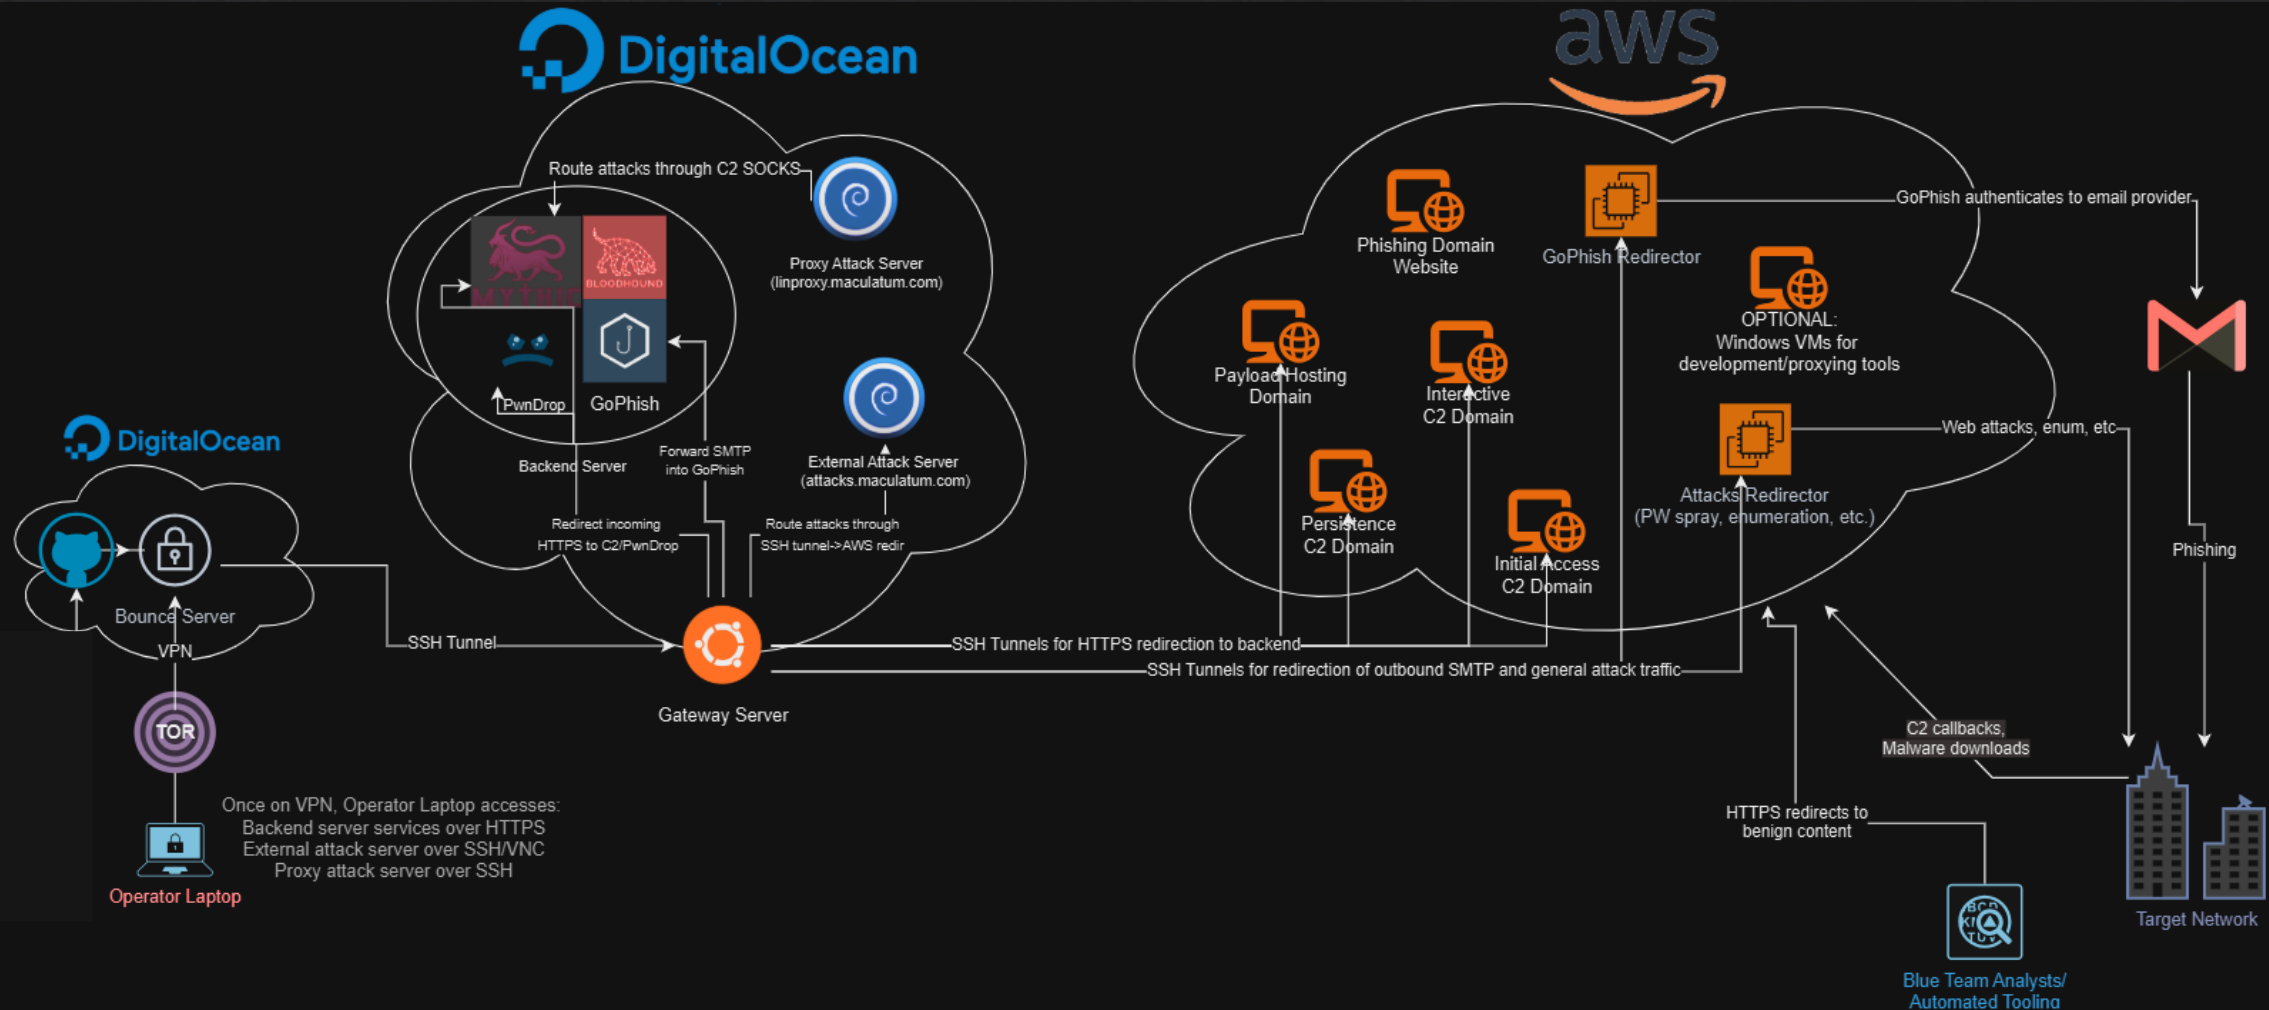 DigitalOcean
aws
Route attacks through C2 SOCKS
MYTHIC
BLOODHOUND
PwnDrop
GoPhish
Backend Server
Proxy Attack Server
(linproxy.maculatum.com)
Forward SMTP
into GoPhish
External Attack Server
(attacks.maculatum.com)
Redirect incoming
HTTPS to C2/PwnDrop
Route attacks through
SSH tunnel->AWS redir
DigitalOcean
Bounce Server
VPN
TOR
Operator Laptop
Once on VPN, Operator Laptop accesses:
Backend server services over HTTPS
External attack server over SSH/VNC
Proxy attack server over SSH
SSH Tunnel
Gateway Server
SSH Tunnels for HTTPS redirection to backend
SSH Tunnels for redirection of outbound SMTP and general attack traffic
Phishing Domain
Website
GoPhish Redirector
GoPhish authenticates to email provider
OPTIONAL:
Windows VMs for
development/proxying tools
Payload Hosting
Domain
Interactive
C2 Domain
Persistence
C2 Domain
Initial Access
C2 Domain
Attacks Redirector
(PW spray, enumeration, etc.)
Web attacks, enum, etc
Phishing
C2 callbacks,
Malware downloads
HTTPS redirects to
benign content
Target Network
Blue Team Analysts/
Automated Tooling